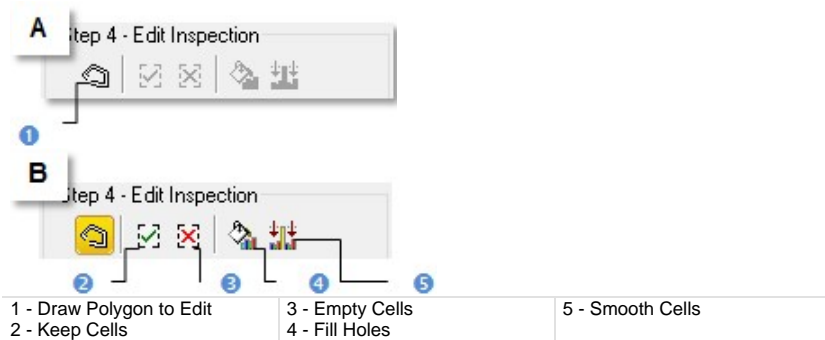 A
Step 4 - Edit Inspection
1
B
Step 4 - Edit Inspection
2 3 4 5
1 - Draw Polygon to Edit 3 - Empty Cells 5 - Smooth Cells
2 - Keep Cells 4 - Fill Holes